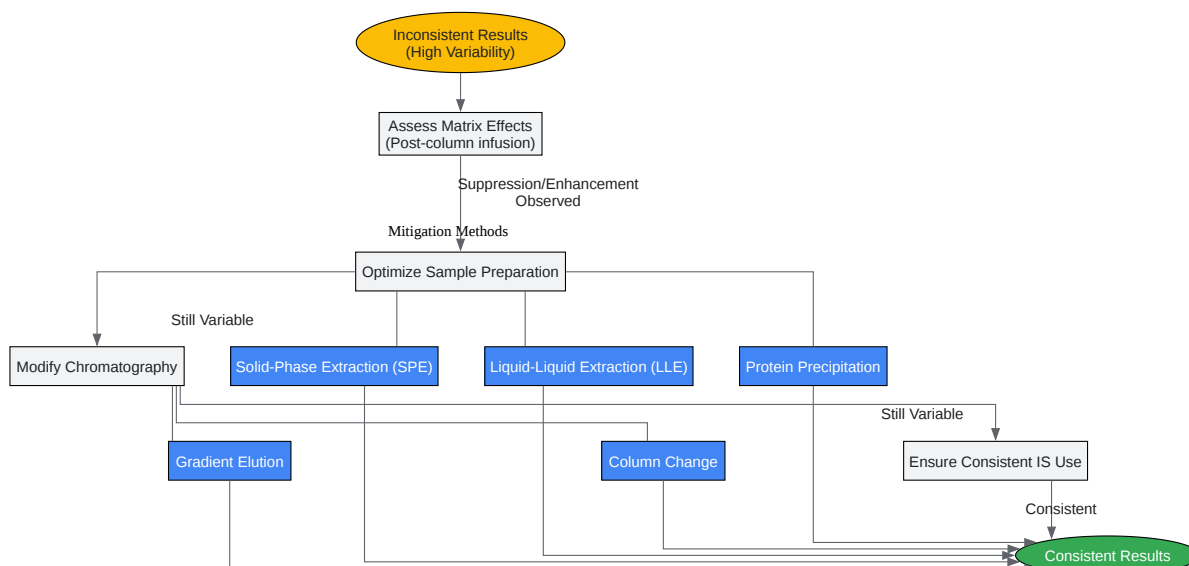 Inconsistent Results
(High Variability)
Assess Matrix Effects
(Post-column infusion)
Suppression/Enhancement
Observed
Mitigation Methods
Optimize Sample Preparation
Still Variable
Modify Chromatography
Solid-Phase Extraction (SPE)
Liquid-Liquid Extraction (LLE)
Protein Precipitation
Still Variable
Gradient Elution
Column Change
Ensure Consistent IS Use
Consistent
Consistent Results